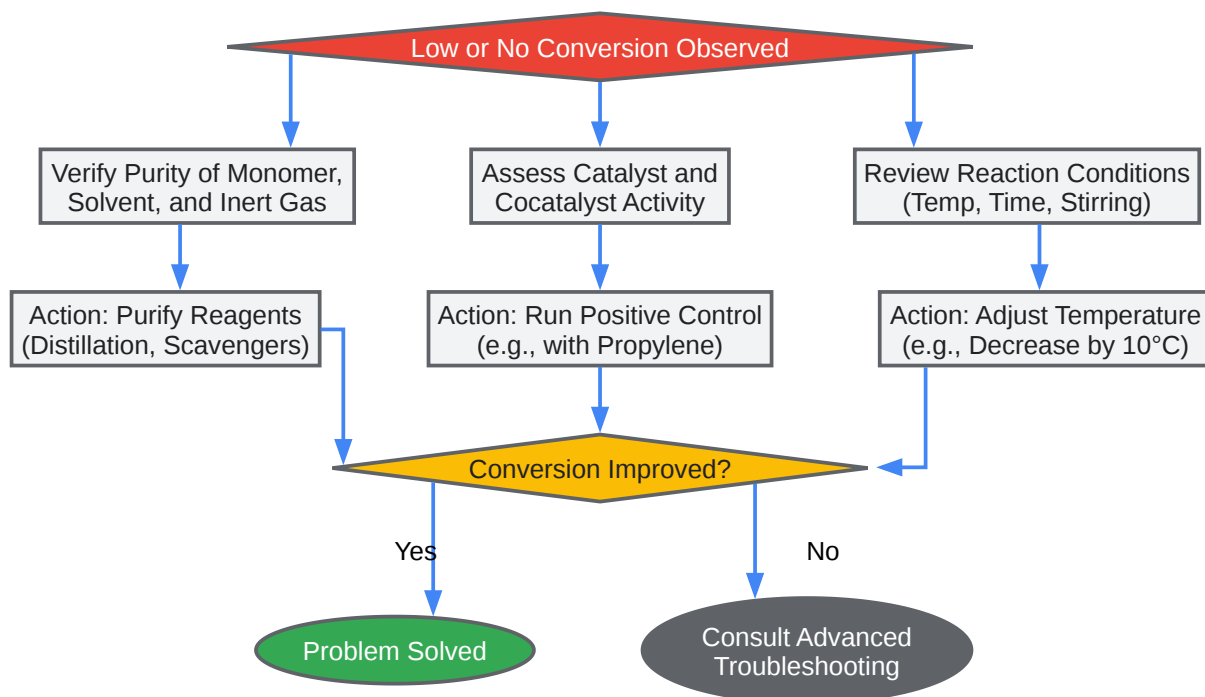 Low or No Conversion Observed
Verify Purity of Monomer,
Solvent, and Inert Gas
Assess Catalyst and
Cocatalyst Activity
Review Reaction Conditions
(Temp, Time, Stirring)
Action: Purify Reagents
(Distillation, Scavengers)
Action: Run Positive Control
(e.g., with Propylene)
Action: Adjust Temperature
(e.g., Decrease by 10°C)
Conversion Improved?
Yes
No
Problem Solved
Consult Advanced
Troubleshooting